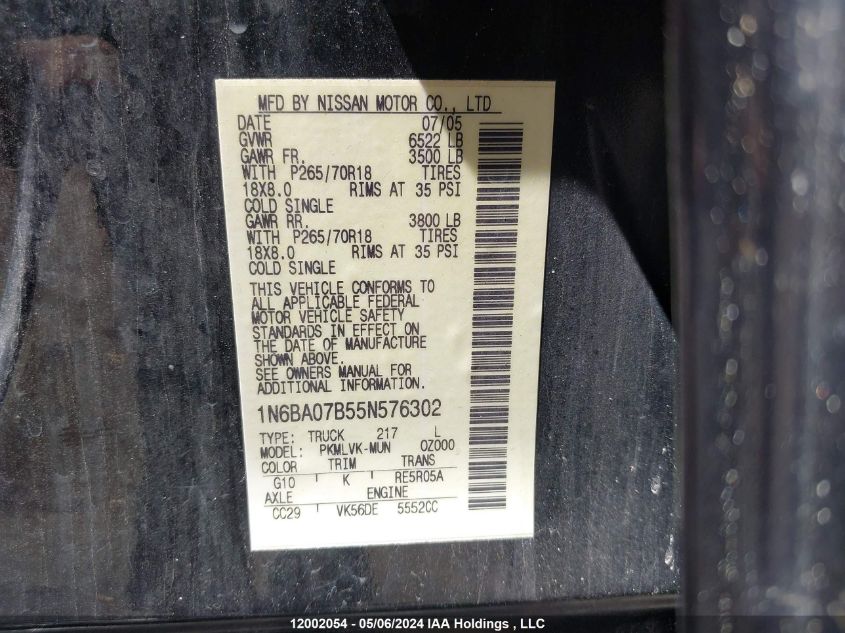 MFD BY NISSAN MOTOR CO., LTD
DATE 07/05
GVWR 6522 LB
GAWR FR. 3500 LB
WITH P265/70R18 TIRES
18X8.0 RIMS AT 35 PSI
COLD SINGLE
GAWR RR. 3800 LB
WITH P265/70R18 TIRES
18X8.0 RIMS AT 35 PSI
COLD SINGLE
THIS VEHICLE CONFORMS TO
ALL APPLICABLE FEDERAL
MOTOR VEHICLE SAFETY
STANDARDS IN EFFECT ON
THE DATE OF MANUFACTURE
SHOWN ABOVE.
SEE OWNERS MANUAL FOR
ADDITIONAL INFORMATION.
1N6BA07B55N576302
TYPE: TRUCK 217 L
MODEL: PKMLVK-MUN OZ000
COLOR TRIM TRANS
G10 K RE5R05A
AXLE ENGINE
CC29 VK56DE 5552CC
12002054 - 05/06/2024 IAA Holdings , LLC